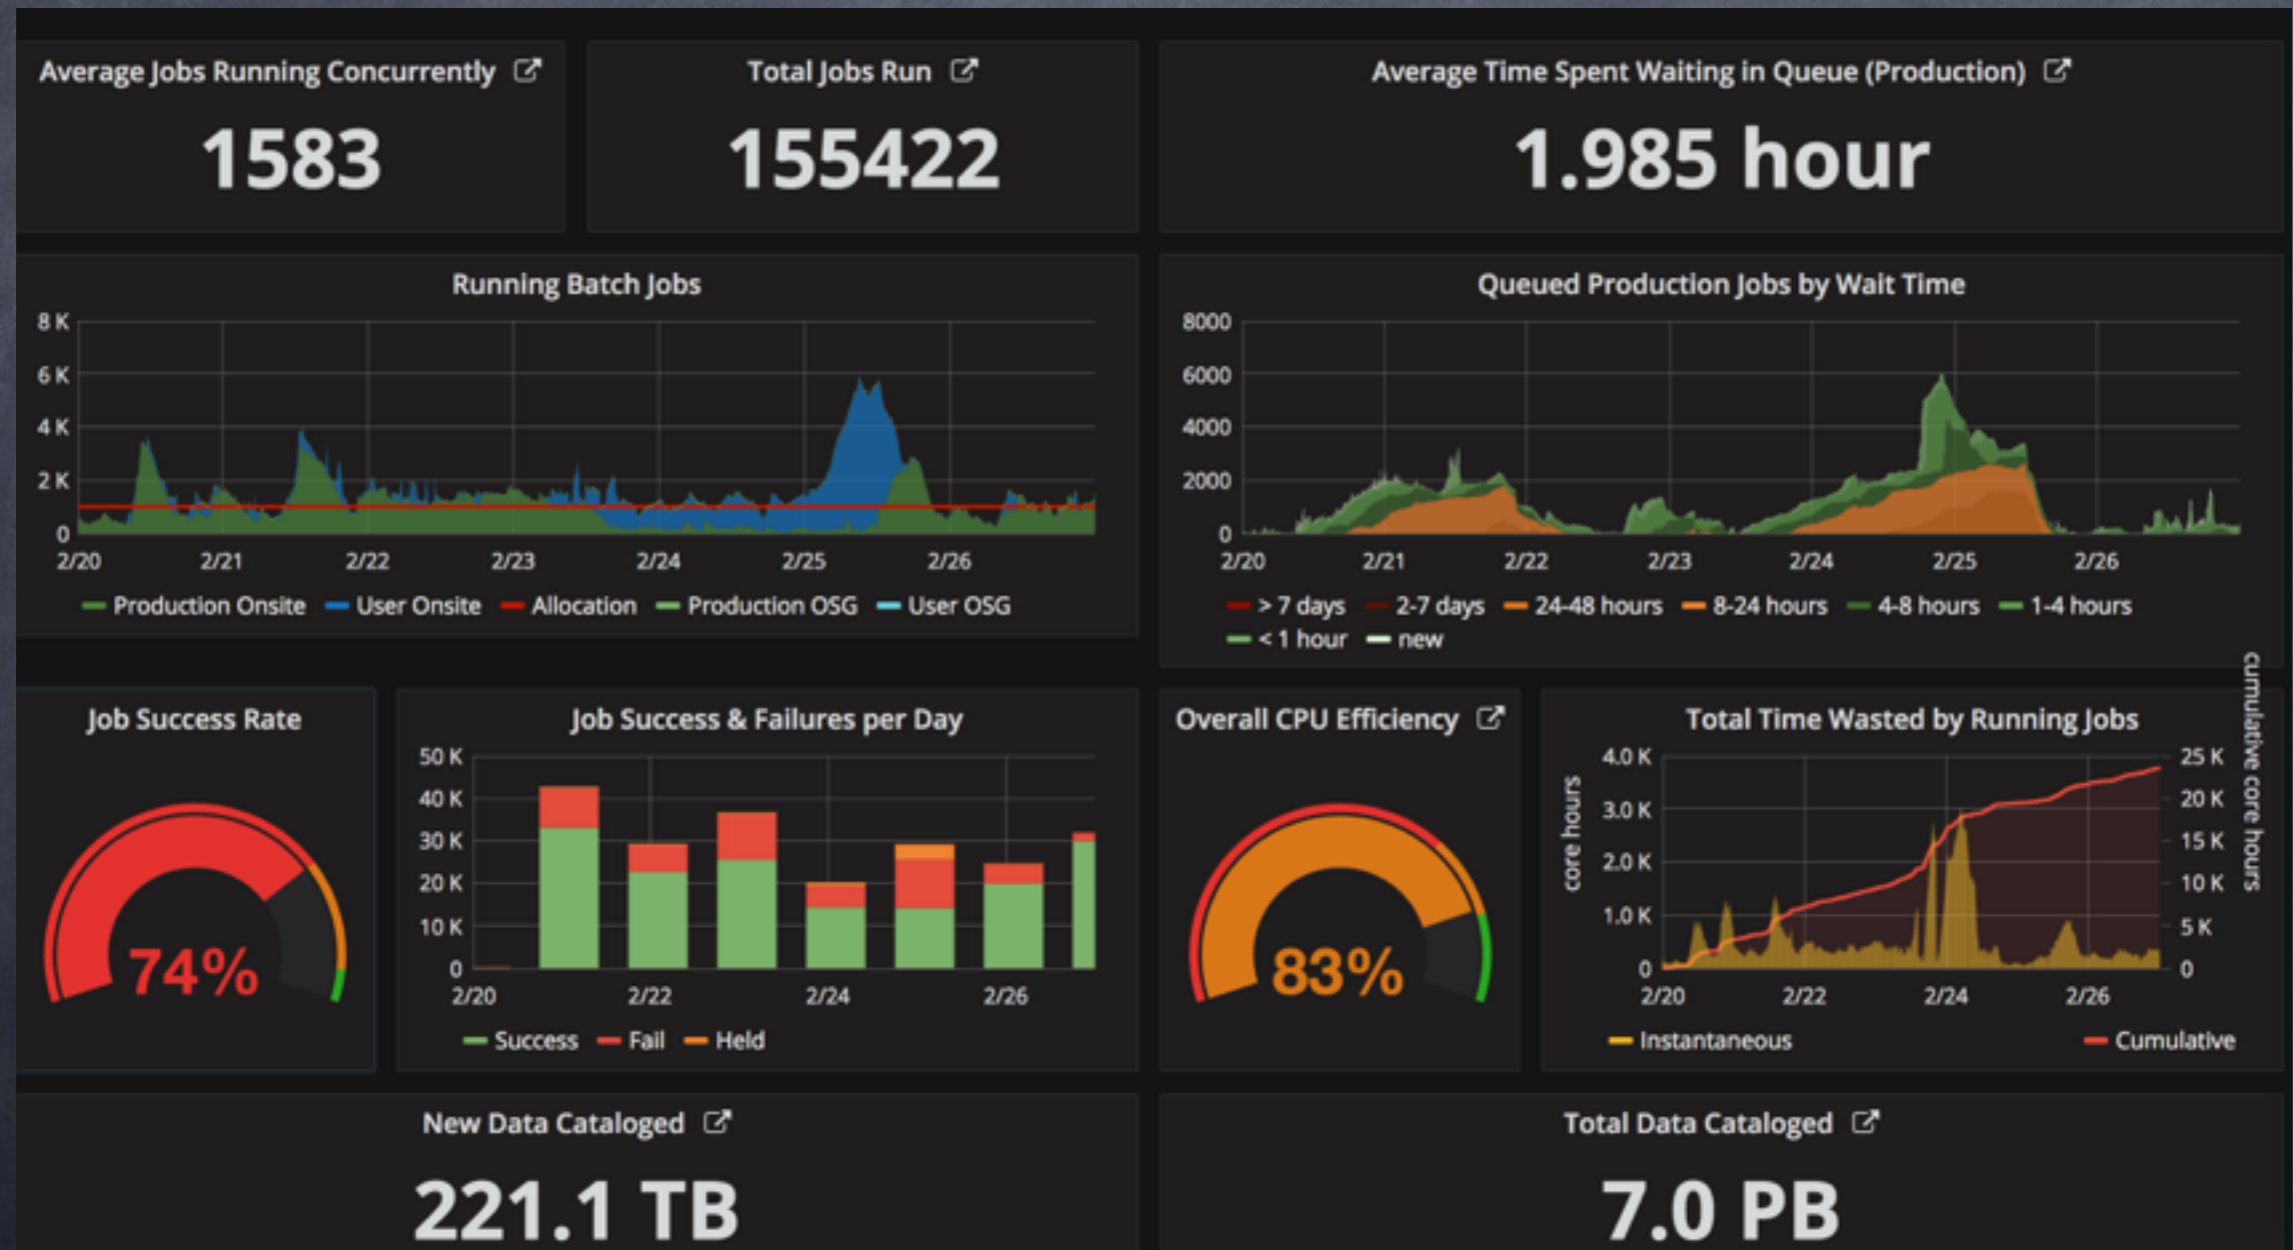 Average Jobs Running Concurrently
1583
Total Jobs Run
155422
Average Time Spent Waiting in Queue (Production)
1.985 hour
Running Batch Jobs
8 K
6 K
4 K
2 K
0
2/20 2/21 2/22 2/23 2/24 2/25 2/26
Production Onsite User Onsite Allocation Production OSG User OSG
Queued Production Jobs by Wait Time
8000
6000
4000
2000
0
2/20 2/21 2/22 2/23 2/24 2/25 2/26
> 7 days 2-7 days 24-48 hours 8-24 hours 4-8 hours 1-4 hours
< 1 hour new
Job Success Rate
74%
Job Success & Failures per Day
50 K
40 K
30 K
20 K
10 K
0
2/20 2/22 2/24 2/26
Success Fail Held
Overall CPU Efficiency
83%
Total Time Wasted by Running Jobs
core hours
4.0 K
3.0 K
2.0 K
1.0 K
0
25 K
20 K
15 K
10 K
5 K
0
cumulative core hours
2/20 2/22 2/24 2/26
Instantaneous Cumulative
New Data Cataloged
221.1 TB
Total Data Cataloged
7.0 PB